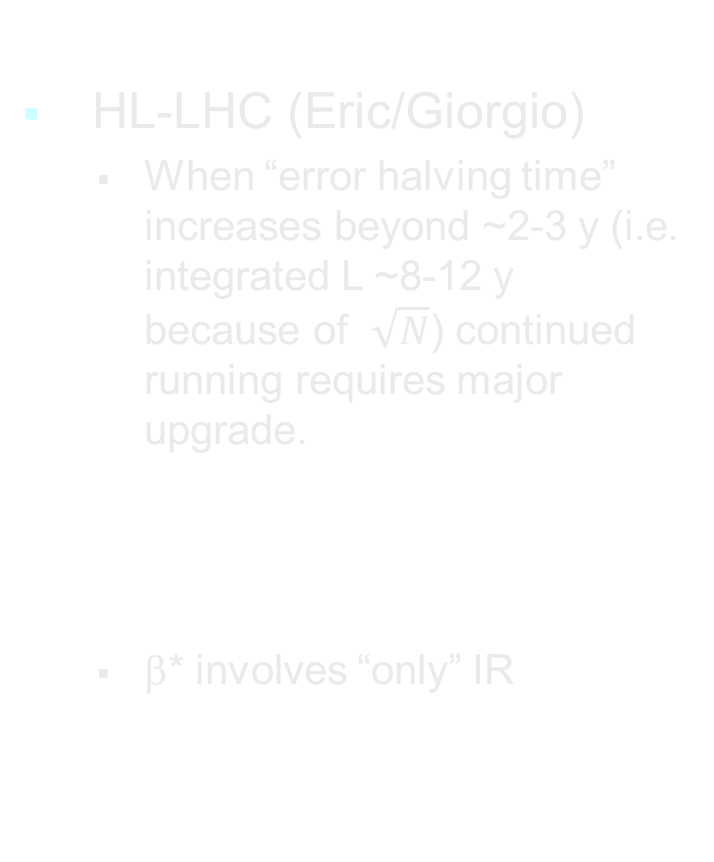 ▪ HL-LHC (Eric/Giorgio)
▪ When “error halving time”
increases beyond ~2-3 y (i.e.
integrated L ~8-12 y
because of √N) continued
running requires major
upgrade.
▪ β* involves “only” IR